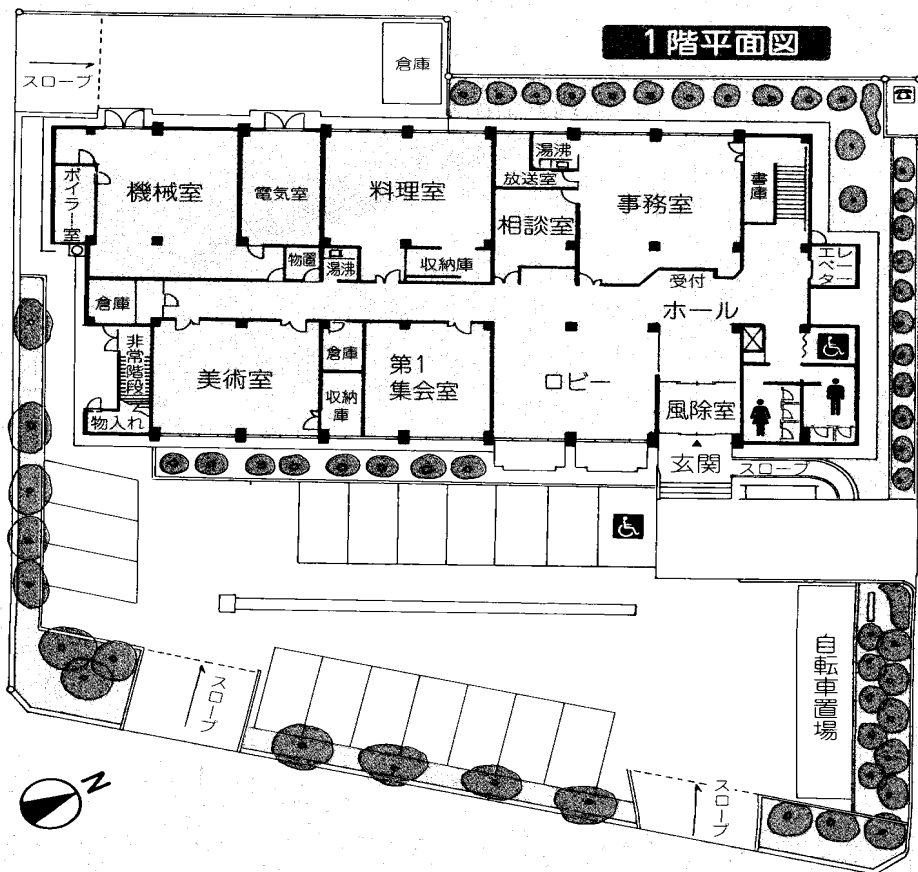 1階平面図
スロープ
倉庫
ボイラー室
機械室
電気室
料理室
湯沸
放送室
事務室
書庫
相談室
物置
湯沸
収納庫
受付
エレベーター
倉庫
ホール
非常階段
美術室
倉庫
第1
集会室
ロビー
収納庫
風除室
物入れ
玄関
スロープ
自転車置場
スロープ
スロープ
N